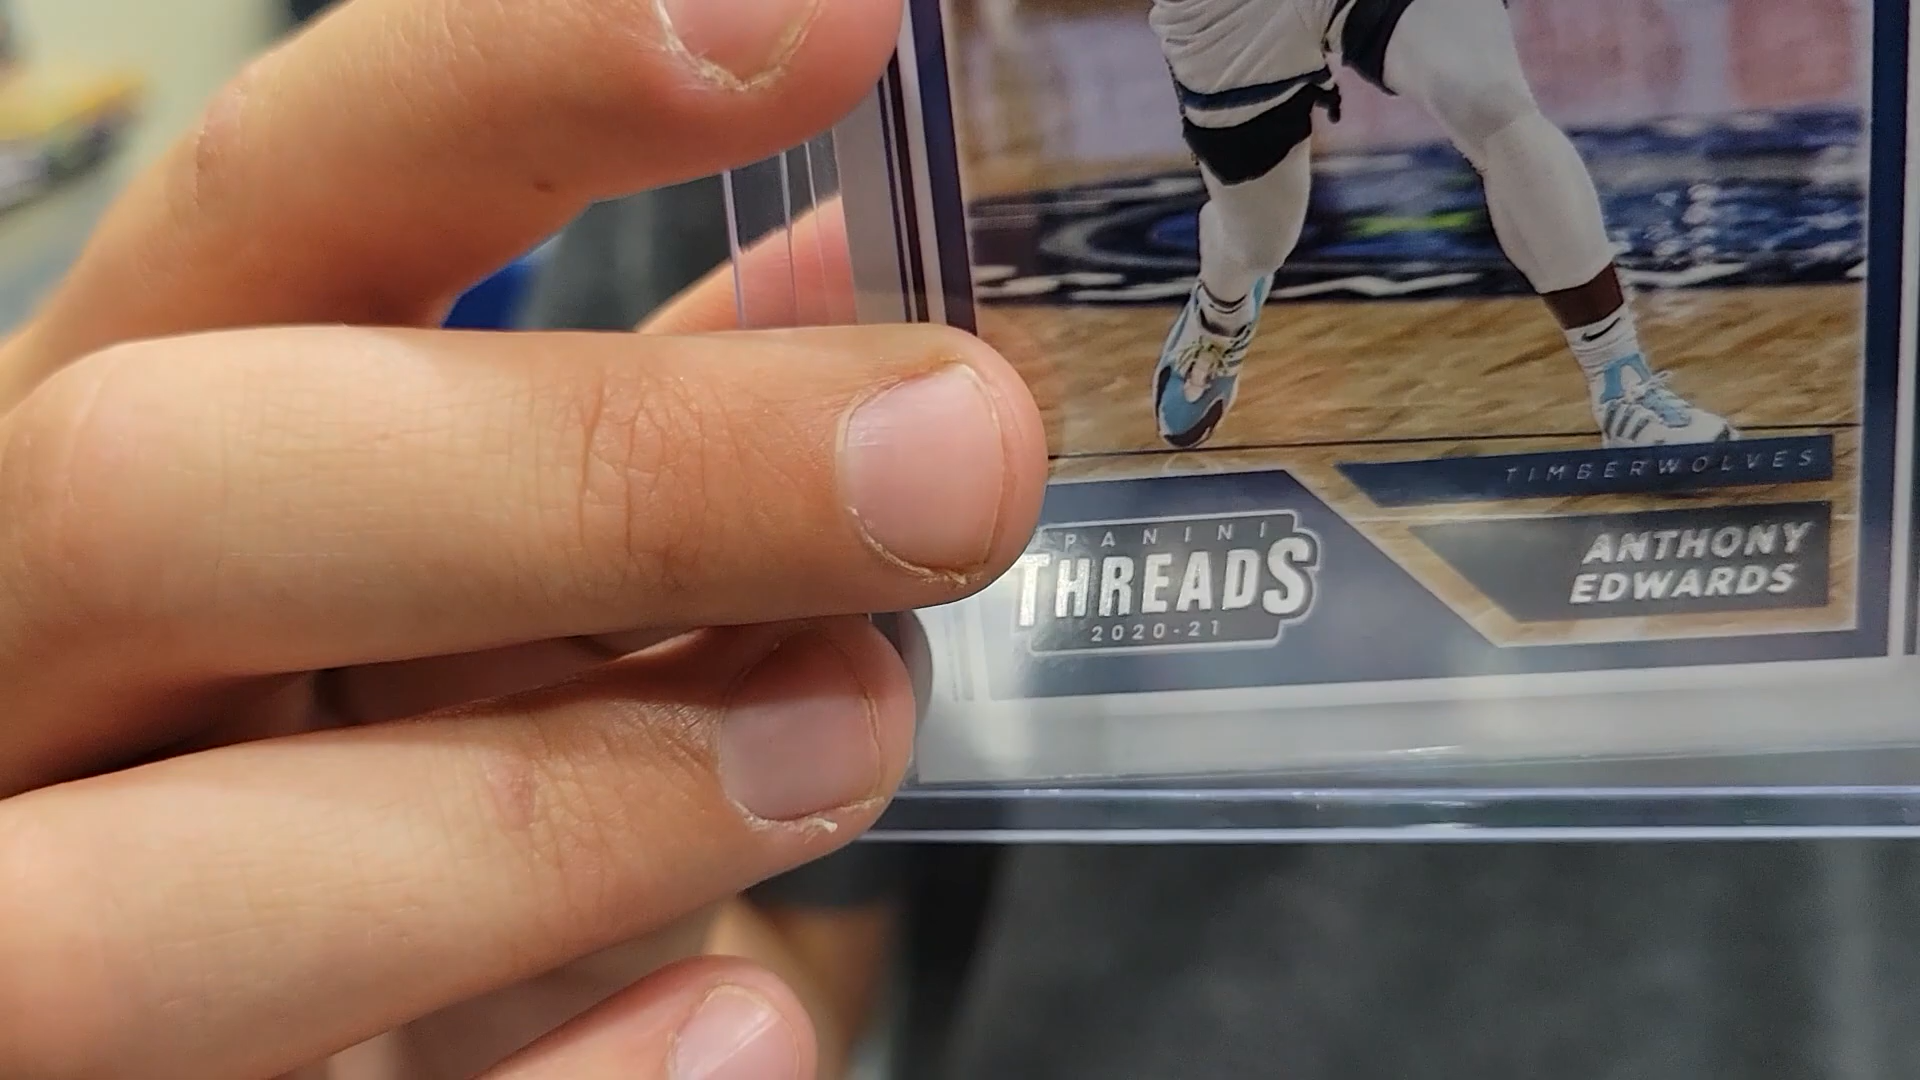 TIMBERWOLVES
ANTHONY
EDWARDS
PANINI
THREADS
2020-21